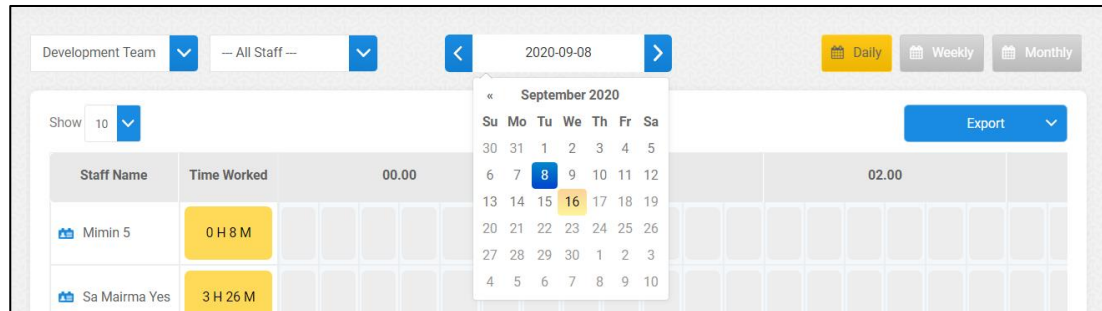 Development Team
--- All Staff ---
2020-09-08
Daily
Weekly
Monthly
Show 10
Export
« September 2020
Su Mo Tu We Th Fr Sa
30 31 1 2 3 4 5
6 7 8 9 10 11 12
13 14 15 16 17 18 19
20 21 22 23 24 25 26
27 28 29 30 1 2 3
4 5 6 7 8 9 10
Staff Name Time Worked 00.00 02.00
Mimin 5 0 H 8 M
Sa Mairma Yes 3 H 26 M